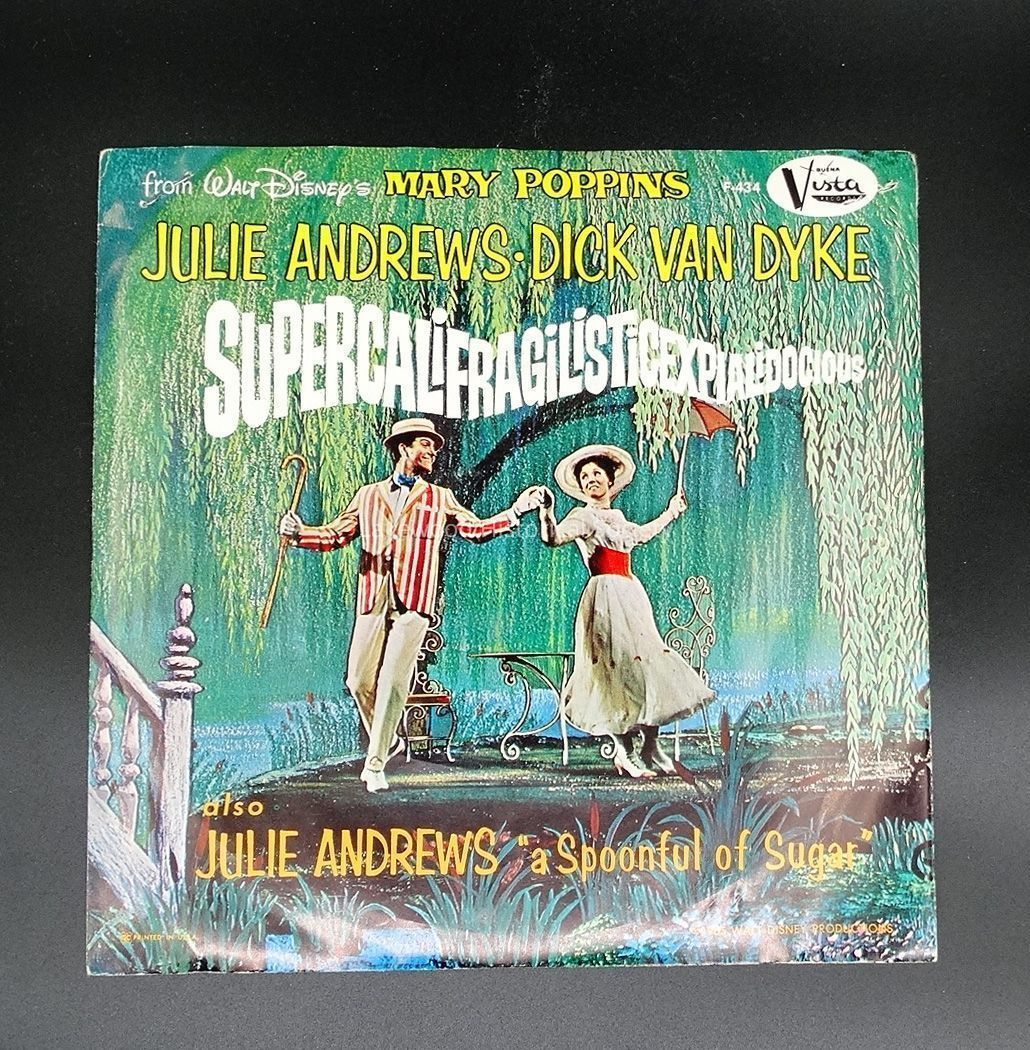 from WALT DISNEY'S MARY POPPINS
F-434
BUENA
Vista
RECORDS
JULIE ANDREWS · DICK VAN DYKE
SUPERCALiFRAGiLiSTiCEXPiALiDOCiOUS
also
JULIE ANDREWS "a Spoonful of Sugar"
PRINTED IN U.S.A.
WALT DISNEY PRODUCTIONS